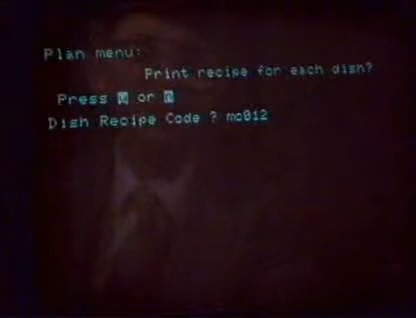 Plan menu:
Print recipe for each dish?
Press y or n
Dish Recipe Code ? mc012